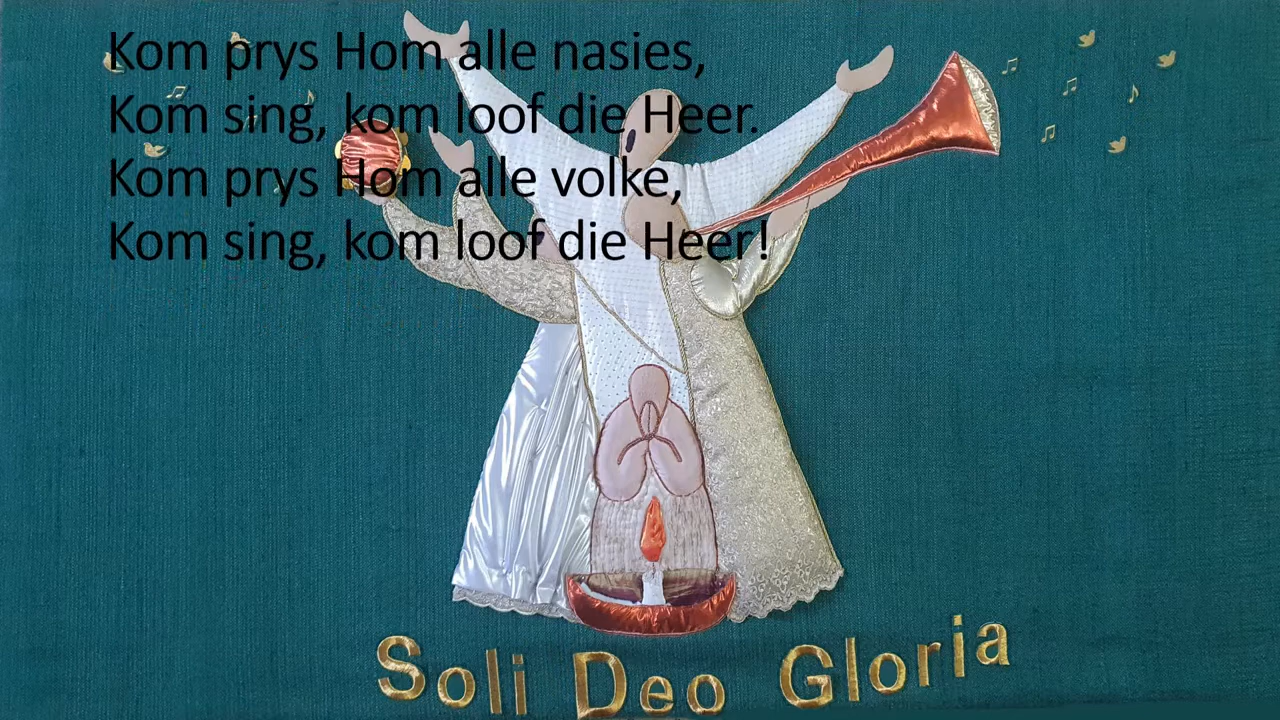 Kom prys Hom alle nasies,
Kom sing, kom loof die Heer.
Kom prys Hom alle volke,
Kom sing, kom loof die Heer!
Soli Deo Gloria